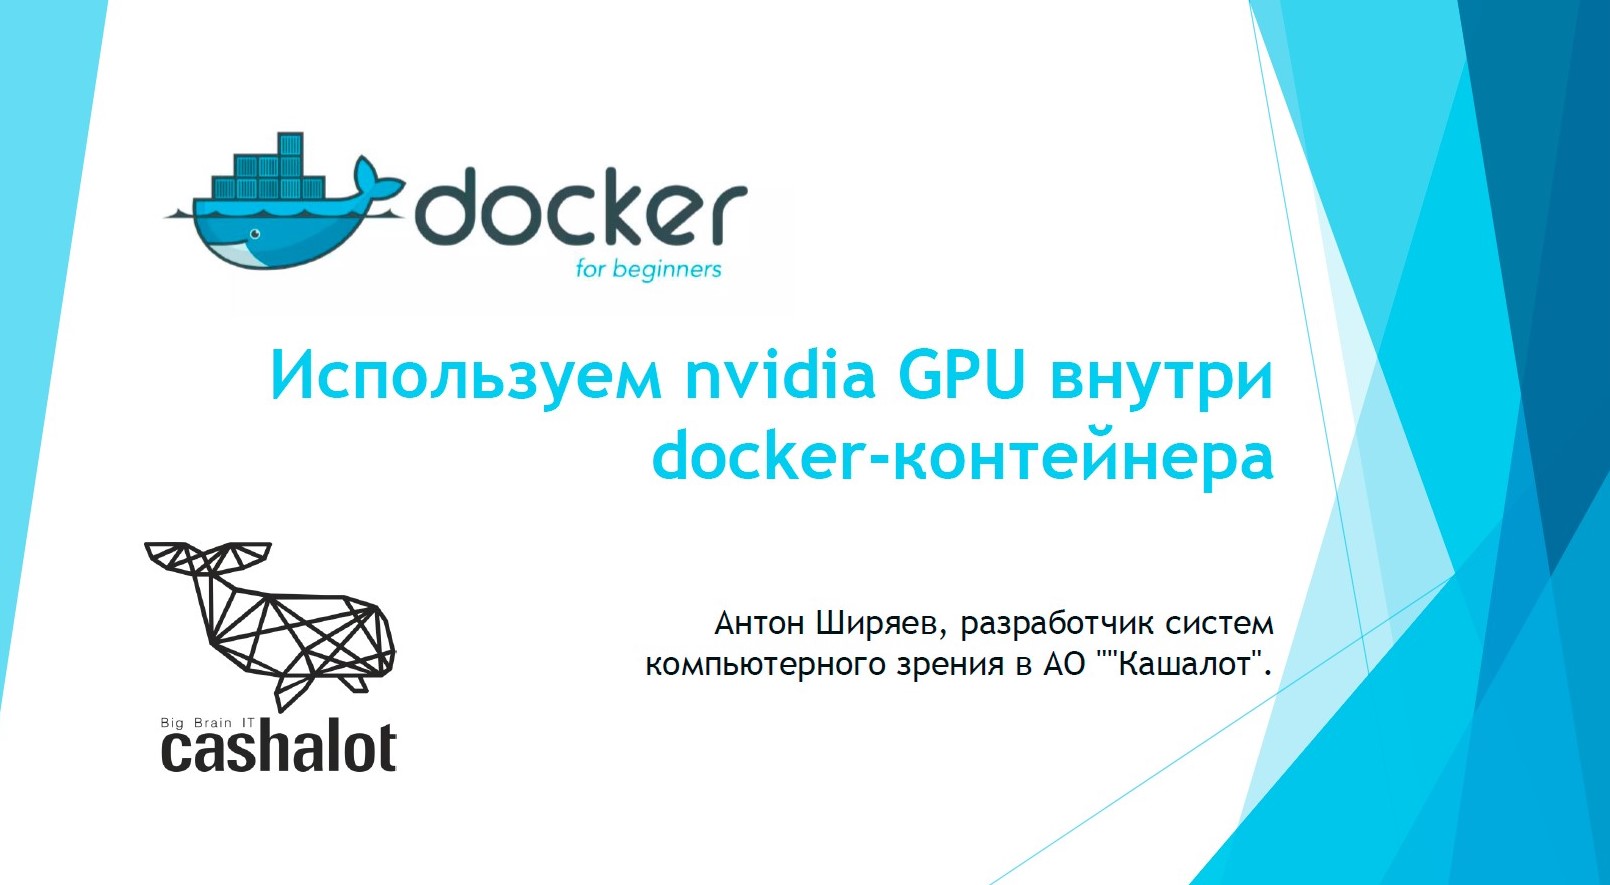 docker
for beginners
Используем nvidia GPU внутри
docker-контейнера
Антон Ширяев, разработчик систем
компьютерного зрения в АО ""Кашалот".
Big Brain IT
cashalot